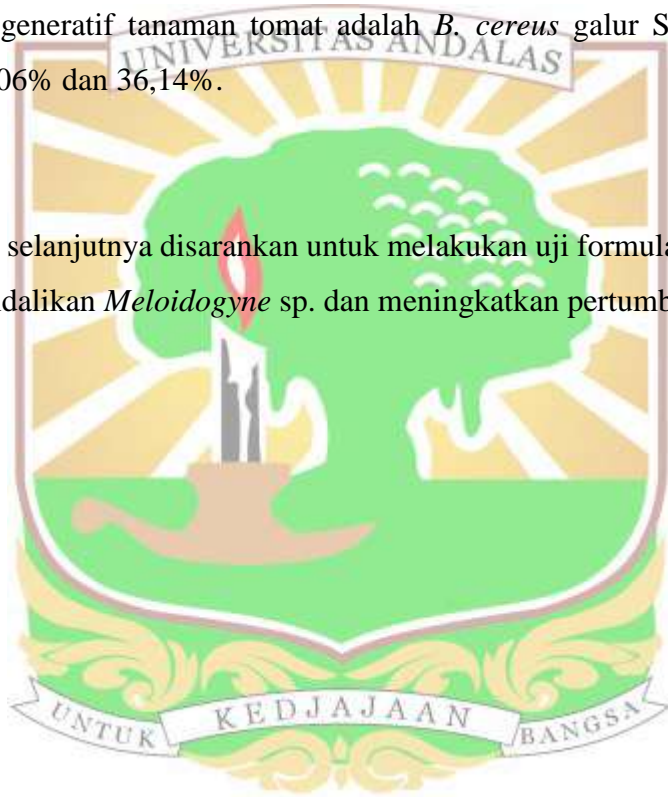 generatif tanaman tomat adalah B. cereus galur S
UNIVERSITAS ANDALAS
06% dan 36,14%.
selanjutnya disarankan untuk melakukan uji formula
dalikan Meloidogyne sp. dan meningkatkan pertumb
UNTUK KEDJAJAAN BANGSA